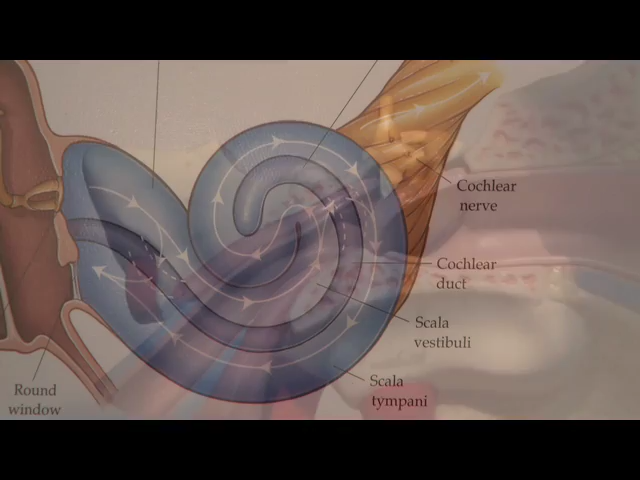 Cochlear
nerve
Cochlear
duct
Scala
vestibuli
Scala
tympani
Round
window